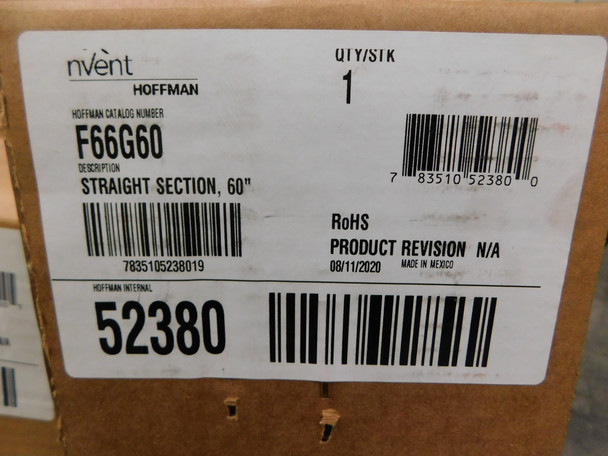 nVent
HOFFMAN
QTY/STK
1
HOFFMAN CATALOG NUMBER
F66G60
DESCRIPTION
STRAIGHT SECTION, 60"
7 83510 52380 0
7835105238019
RoHS
PRODUCT REVISION N/A
08/11/2020 MADE IN MEXICO
HOFFMAN INTERNAL
52380